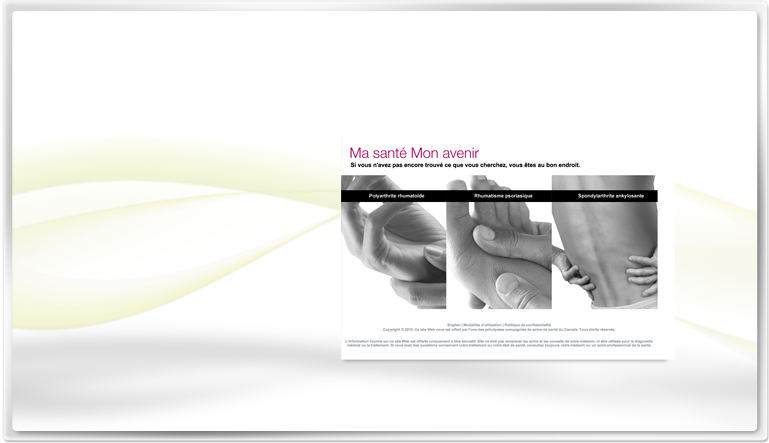 Ma santé Mon avenir
Si vous n'avez pas encore trouvé ce que vous cherchez, vous êtes au bon endroit.
Polyarthrite rhumatoïde Rhumatisme psoriasique Spondylarthrite ankylosante
English | Modalités d'utilisation | Politique de confidentialité
Copyright © 2010. Ce site Web vous est offert par l'une des principales compagnies de soins de santé du Canada. Tous droits réservés.
L'information fournie sur ce site Web est offerte uniquement à titre éducatif. Elle ne doit pas remplacer les soins et les conseils de votre médecin, ni être utilisée pour le diagnostic
médical ou le traitement. Si vous avez des questions concernant votre traitement ou votre état de santé, consultez toujours votre médecin ou un autre professionnel de la santé.